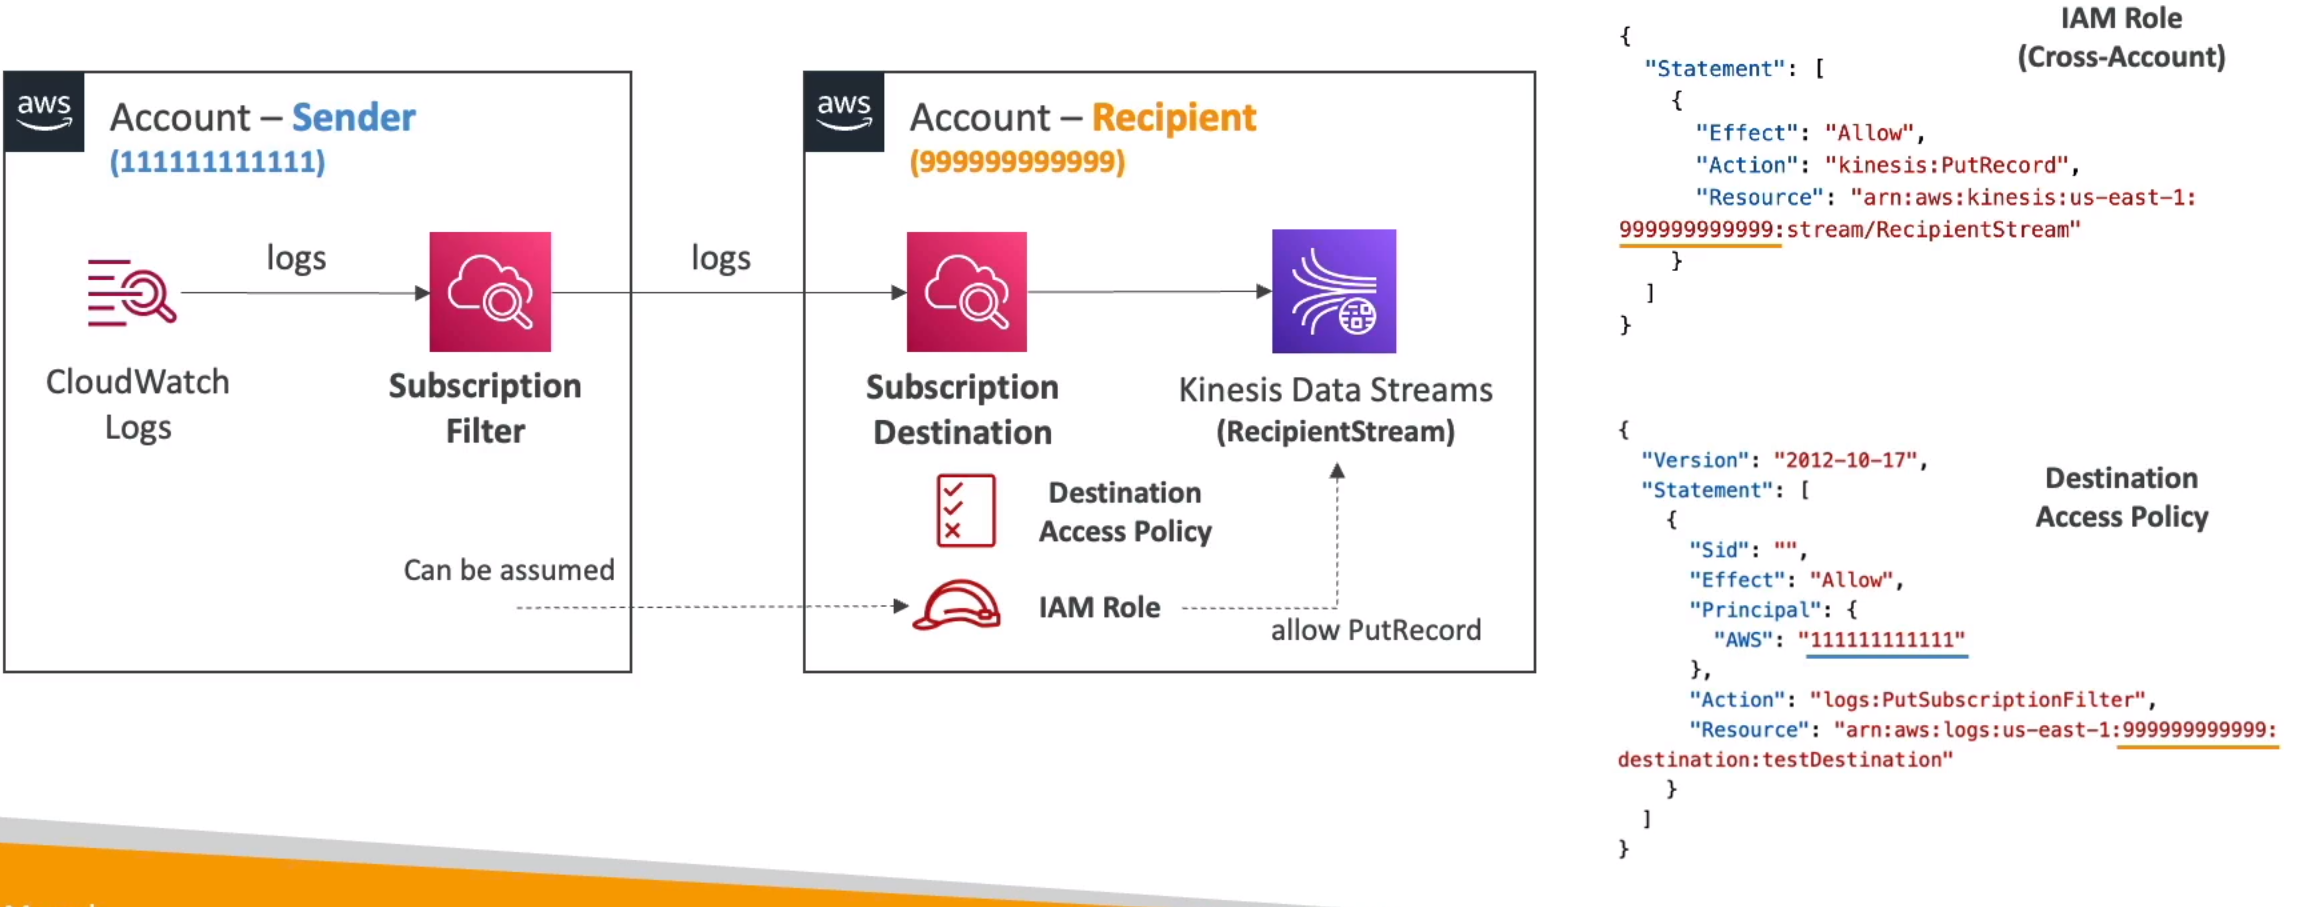 aws
Account – Sender
(111111111111)
logs
CloudWatch
Logs
Subscription
Filter
Can be assumed
logs
aws
Account – Recipient
(999999999999)
Subscription
Destination
Kinesis Data Streams
(RecipientStream)
Destination
Access Policy
IAM Role
allow PutRecord
IAM Role
(Cross-Account)
{
"Statement": [
{
"Effect": "Allow",
"Action": "kinesis:PutRecord",
"Resource": "arn:aws:kinesis:us-east-1:
999999999999:stream/RecipientStream"
}
]
}
Destination
Access Policy
{
"Version": "2012-10-17",
"Statement": [
{
"Sid": "",
"Effect": "Allow",
"Principal": {
"AWS": "111111111111"
},
"Action": "logs:PutSubscriptionFilter",
"Resource": "arn:aws:logs:us-east-1:999999999999:
destination:testDestination"
}
]
}